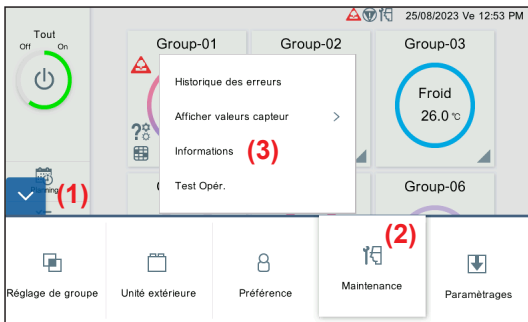 25/08/2023 Ve 12:53 PM
Tout
Off On
Group-01
Group-02
Group-03
Froid
26.0 ℃
Historique des erreurs
Afficher valeurs capteur >
Informations (3)
Test Opér.
(1)
Group-06
(2)
Réglage de groupe
Unité extérieure
Préférence
Maintenance
Paramètrages